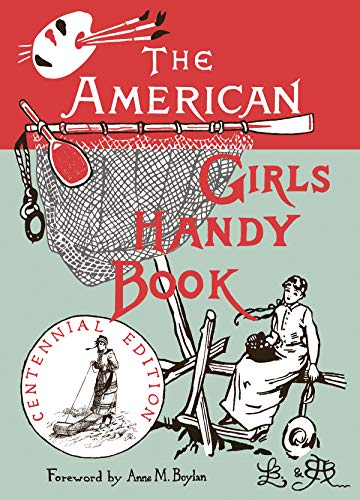 THE
AMERICAN
GIRLS
HANDY
BOOK
CENTENNIAL EDITION
Foreword by Anne M. Boylan
L. & A B